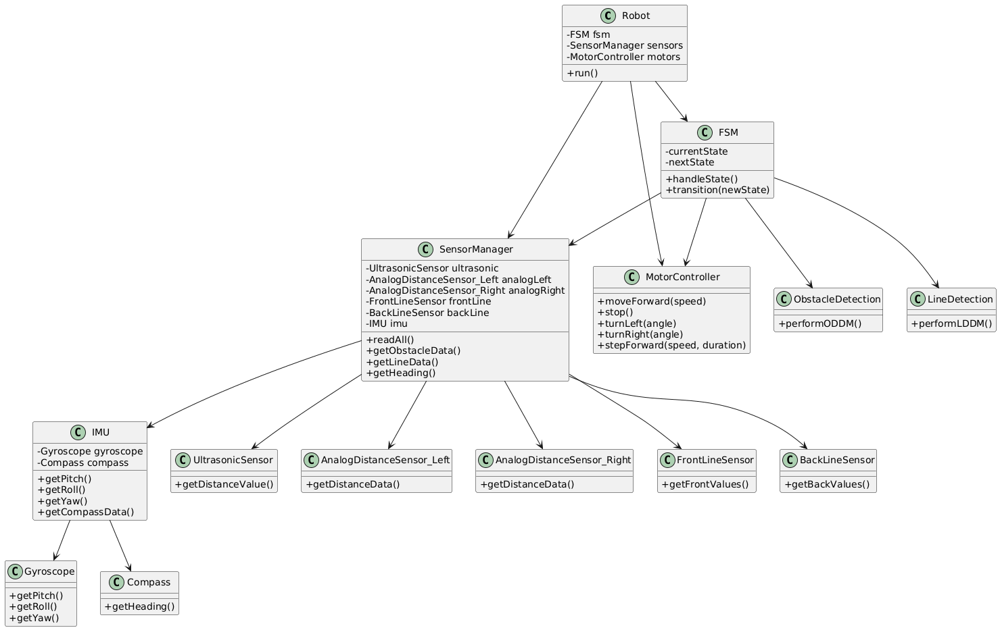 C Robot
-FSM fsm
-SensorManager sensors
-MotorController motors
+run()
C FSM
-currentState
-nextState
+handleState()
+transition(newState)
C SensorManager
-UltrasonicSensor ultrasonic
-AnalogDistanceSensor_Left analogLeft
-AnalogDistanceSensor_Right analogRight
-FrontLineSensor frontLine
-BackLineSensor backLine
-IMU imu
+readAll()
+getObstacleData()
+getLineData()
+getHeading()
C MotorController
+moveForward(speed)
+stop()
+turnLeft(angle)
+turnRight(angle)
+stepForward(speed, duration)
C ObstacleDetection
+performODDM()
C LineDetection
+performLDDM()
C IMU
-Gyroscope gyroscope
-Compass compass
+getPitch()
+getRoll()
+getYaw()
+getCompassData()
C UltrasonicSensor
+getDistanceValue()
C AnalogDistanceSensor_Left
+getDistanceData()
C AnalogDistanceSensor_Right
+getDistanceData()
C FrontLineSensor
+getFrontValues()
C BackLineSensor
+getBackValues()
C Gyroscope
+getPitch()
+getRoll()
+getYaw()
C Compass
+getHeading()